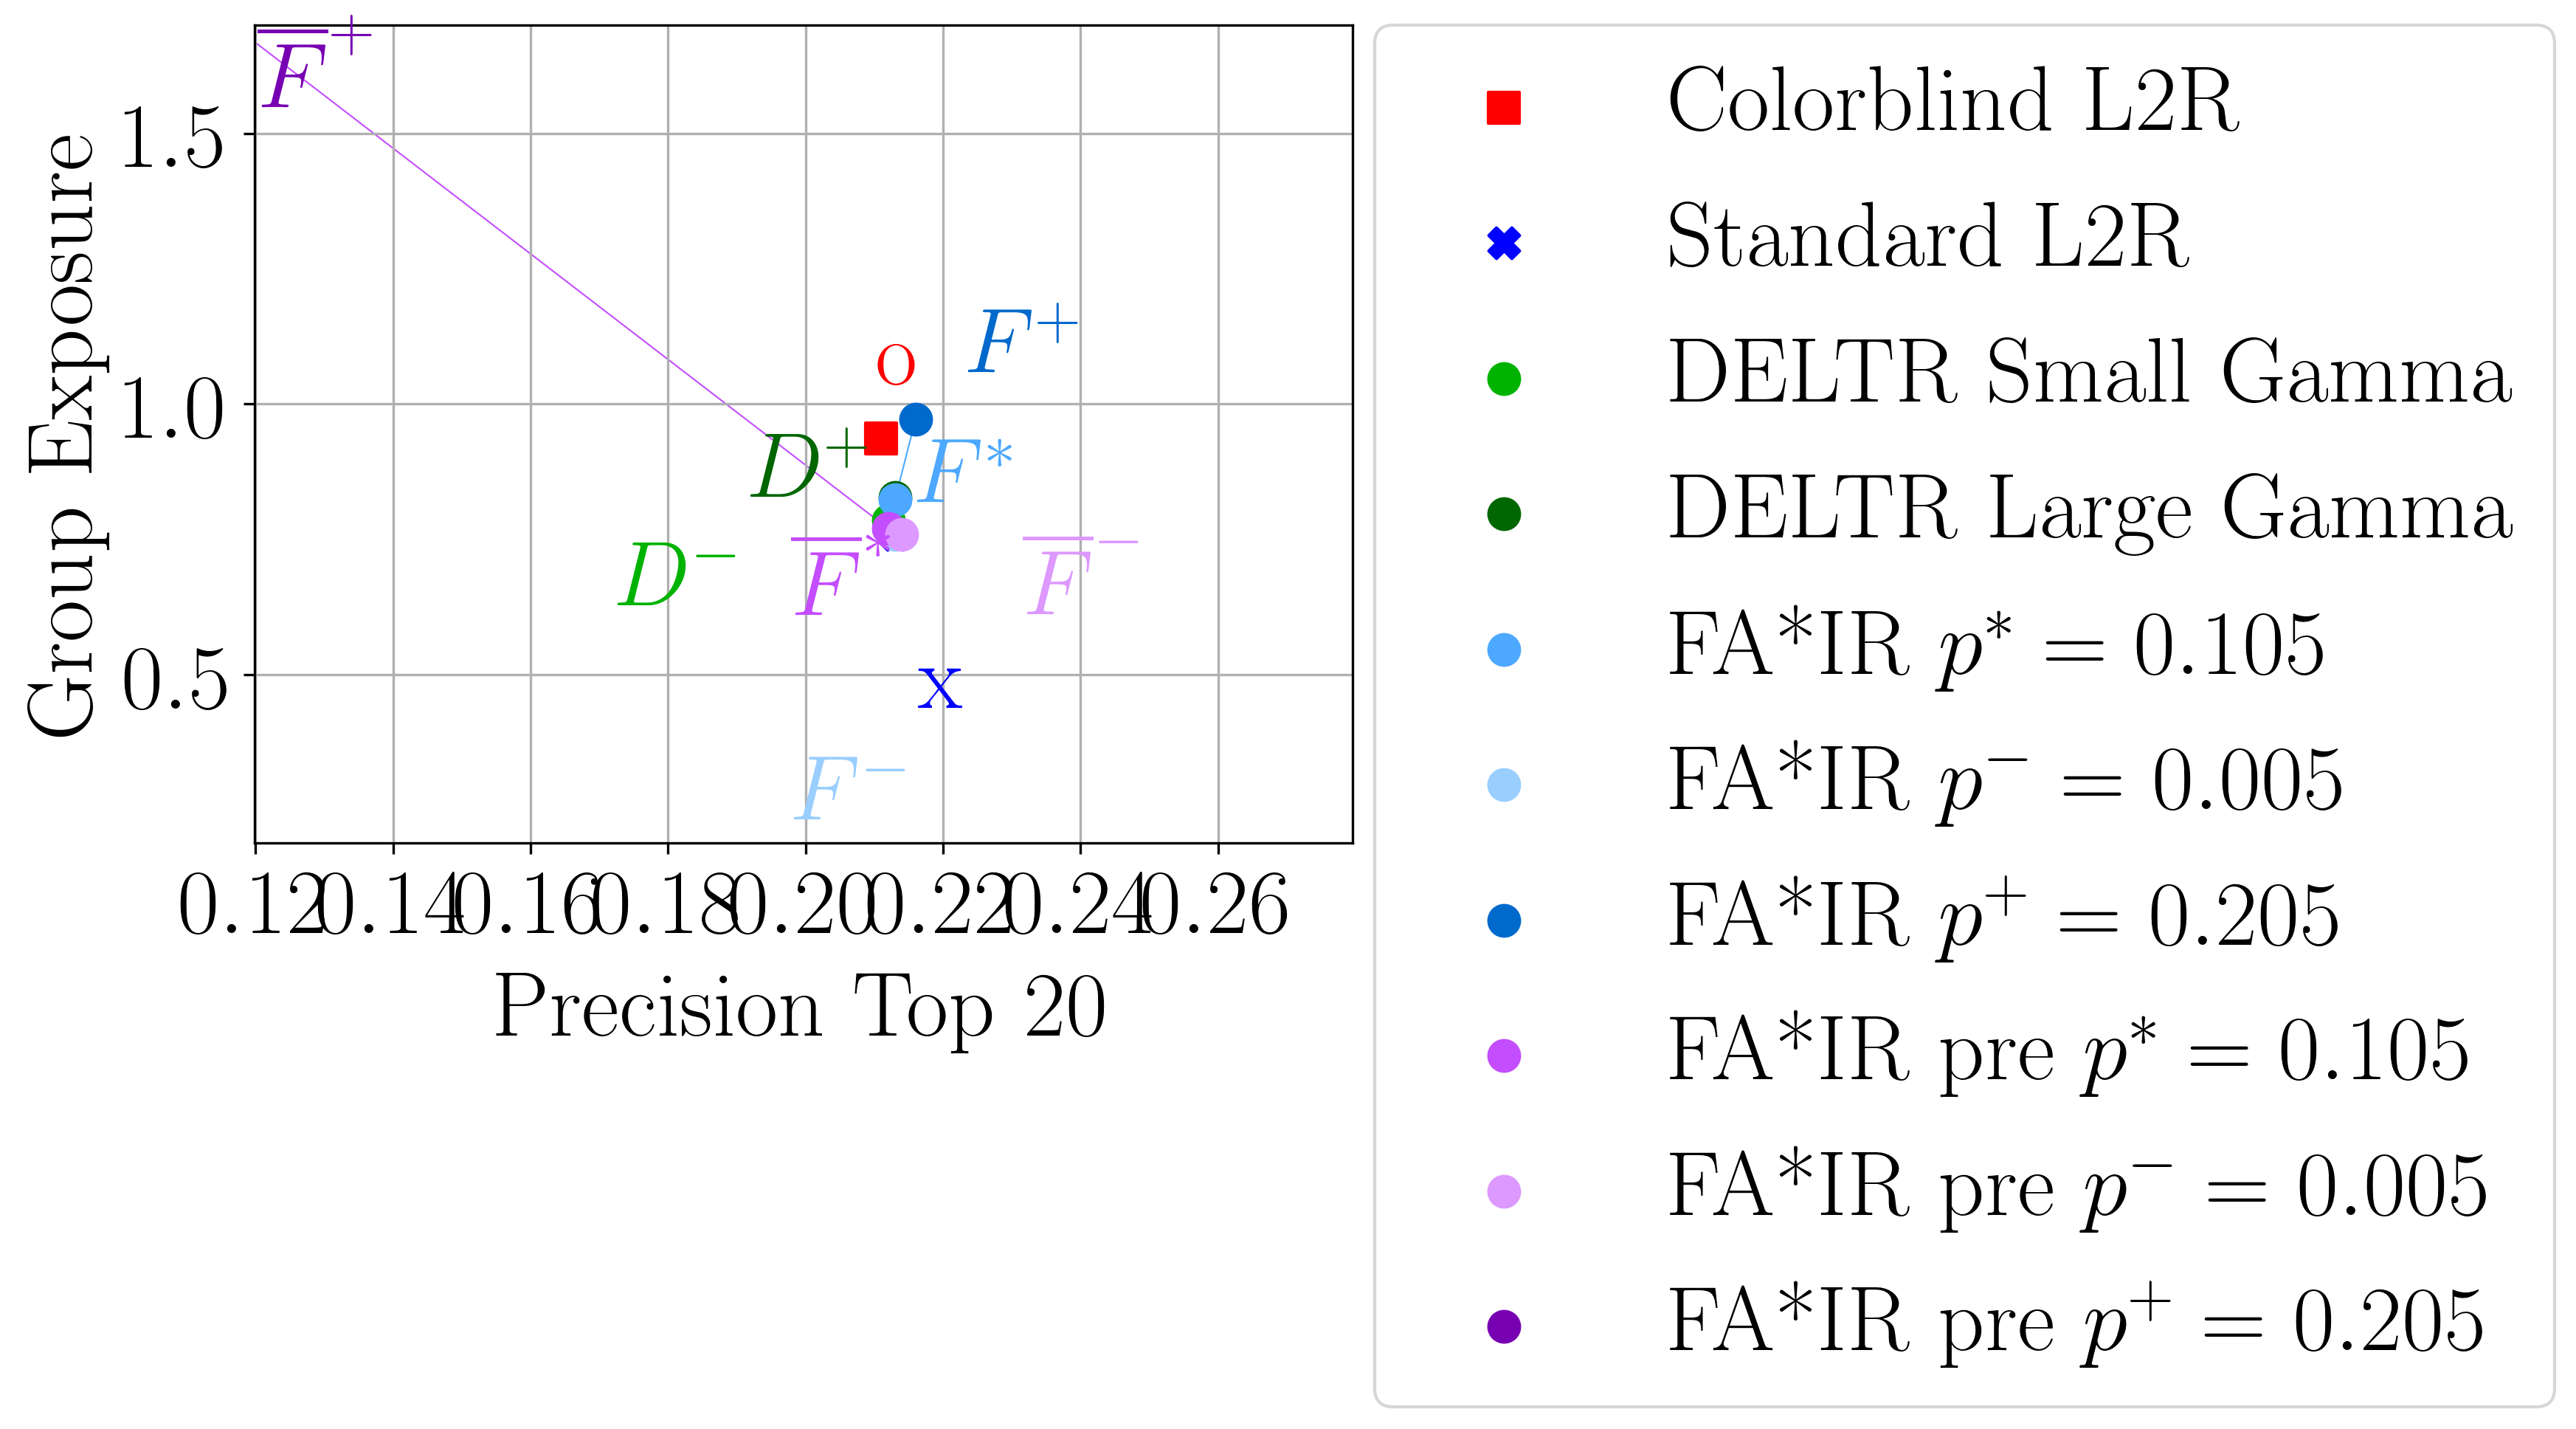 Group Exposure
1.5
1.0
0.5
F̅⁺
O
F⁺
D⁺
F*
D⁻
F̅*
F̅⁻
X
F⁻
0.12 0.14 0.16 0.18 0.20 0.22 0.24 0.26
Precision Top 20
Colorblind L2R
Standard L2R
DELTR Small Gamma
DELTR Large Gamma
FA*IR p* = 0.105
FA*IR p⁻ = 0.005
FA*IR p⁺ = 0.205
FA*IR pre p* = 0.105
FA*IR pre p⁻ = 0.005
FA*IR pre p⁺ = 0.205